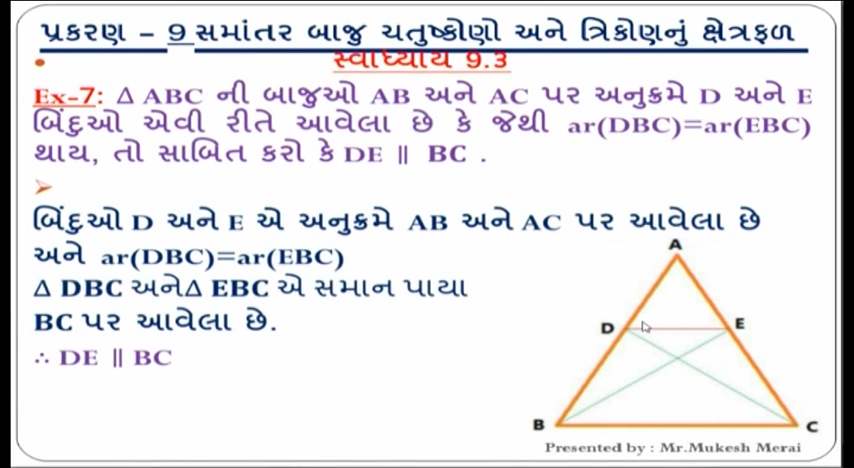 પ્રકરણ – 9 સમાંતર બાજુ ચતુષ્કોણો અને ત્રિકોણનું ક્ષેત્રફળ
સ્વાધ્યાય 9.3
Ex-7: Δ ABC ની બાજુઓ AB અને AC પર અનુક્રમે D અને E
બિંદુઓ એવી રીતે આવેલા છે કે જેથી ar(DBC)=ar(EBC)
થાય, તો સાબિત કરો કે DE || BC .
બિંદુઓ D અને E એ અનુક્રમે AB અને AC પર આવેલા છે
અને ar(DBC)=ar(EBC)
Δ DBC અને Δ EBC એ સમાન પાયા
BC પર આવેલા છે.
∴ DE || BC
A
D
E
B
C
Presented by : Mr.Mukesh Merai